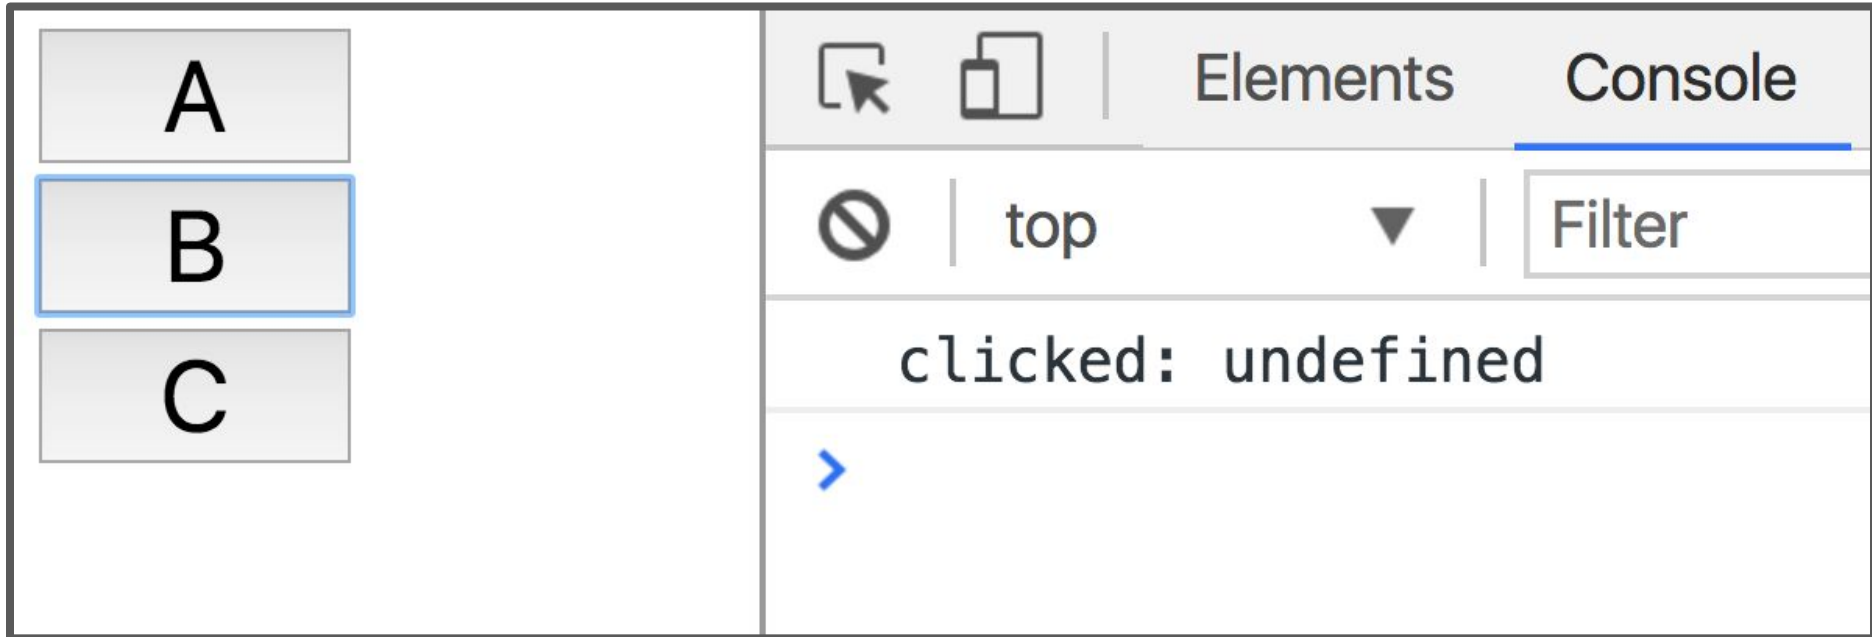 A
B
C
Elements Console
top Filter
clicked: undefined